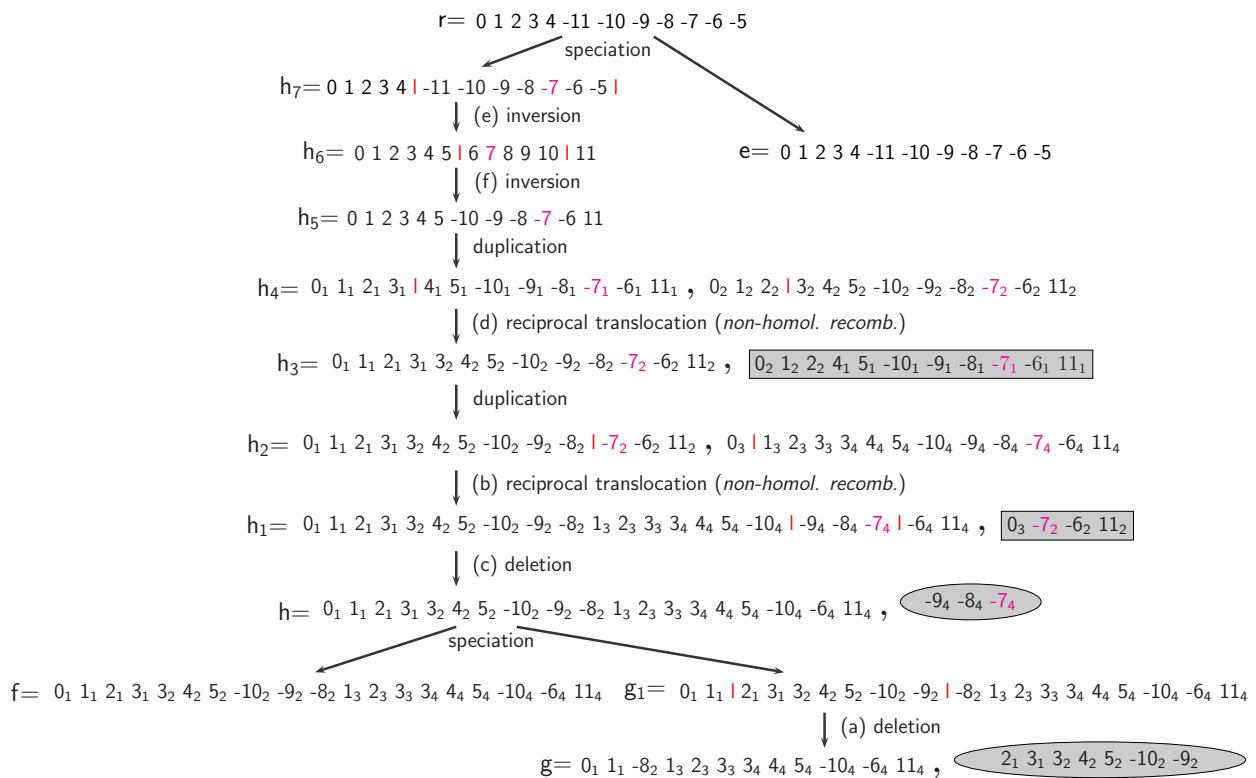 r= 0 1 2 3 4 -11 -10 -9 -8 -7 -6 -5
speciation
h₇= 0 1 2 3 4 | -11 -10 -9 -8 -7 -6 -5 |
(e) inversion
h₆= 0 1 2 3 4 5 | 6 7 8 9 10 | 11
e= 0 1 2 3 4 -11 -10 -9 -8 -7 -6 -5
(f) inversion
h₅= 0 1 2 3 4 5 -10 -9 -8 -7 -6 11
duplication
h₄= 0₁ 1₁ 2₁ 3₁ | 4₁ 5₁ -10₁ -9₁ -8₁ -7₁ -6₁ 11₁ , 0₂ 1₂ 2₂ | 3₂ 4₂ 5₂ -10₂ -9₂ -8₂ -7₂ -6₂ 11₂
(d) reciprocal translocation (non-homol. recomb.)
h₃= 0₁ 1₁ 2₁ 3₁ 3₂ 4₂ 5₂ -10₂ -9₂ -8₂ -7₂ -6₂ 11₂ , 0₂ 1₂ 2₂ 4₁ 5₁ -10₁ -9₁ -8₁ -7₁ -6₁ 11₁
duplication
h₂= 0₁ 1₁ 2₁ 3₁ 3₂ 4₂ 5₂ -10₂ -9₂ -8₂ | -7₂ -6₂ 11₂ , 0₃ | 1₃ 2₃ 3₃ 3₄ 4₄ 5₄ -10₄ -9₄ -8₄ -7₄ -6₄ 11₄
(b) reciprocal translocation (non-homol. recomb.)
h₁= 0₁ 1₁ 2₁ 3₁ 3₂ 4₂ 5₂ -10₂ -9₂ -8₂ 1₃ 2₃ 3₃ 3₄ 4₄ 5₄ -10₄ | -9₄ -8₄ -7₄ | -6₄ 11₄ , 0₃ -7₂ -6₂ 11₂
(c) deletion
h= 0₁ 1₁ 2₁ 3₁ 3₂ 4₂ 5₂ -10₂ -9₂ -8₂ 1₃ 2₃ 3₃ 3₄ 4₄ 5₄ -10₄ -6₄ 11₄ , -9₄ -8₄ -7₄
speciation
f= 0₁ 1₁ 2₁ 3₁ 3₂ 4₂ 5₂ -10₂ -9₂ -8₂ 1₃ 2₃ 3₃ 3₄ 4₄ 5₄ -10₄ -6₄ 11₄
g₁= 0₁ 1₁ | 2₁ 3₁ 3₂ 4₂ 5₂ -10₂ -9₂ | -8₂ 1₃ 2₃ 3₃ 3₄ 4₄ 5₄ -10₄ -6₄ 11₄
(a) deletion
g= 0₁ 1₁ -8₂ 1₃ 2₃ 3₃ 3₄ 4₄ 5₄ -10₄ -6₄ 11₄ , 2₁ 3₁ 3₂ 4₂ 5₂ -10₂ -9₂